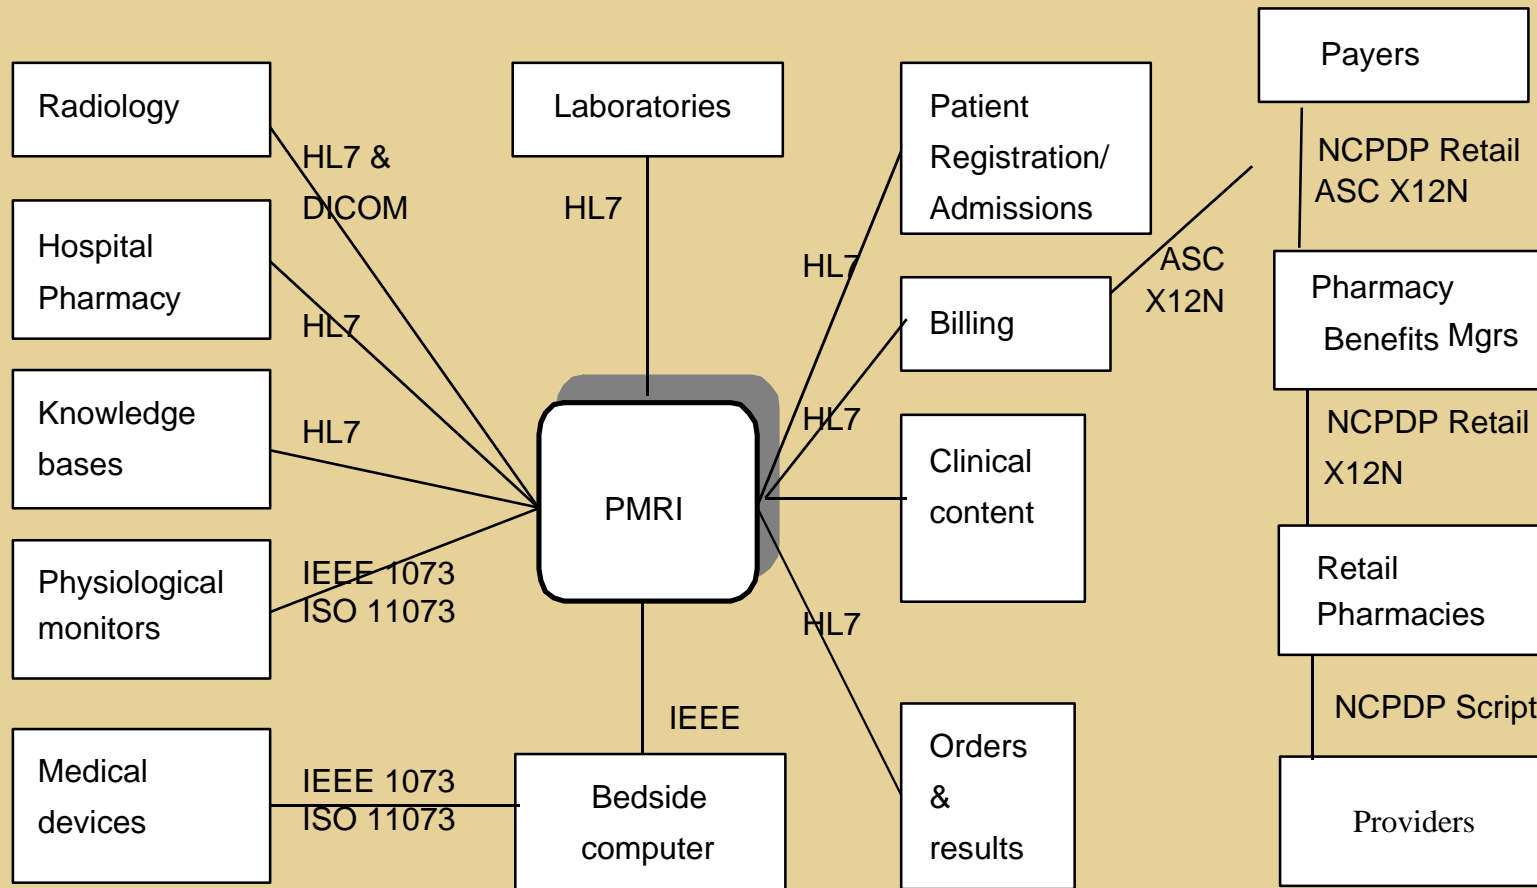 Radiology
HL7 &
DICOM
Hospital
Pharmacy
HL7
Knowledge
bases
HL7
Physiological
monitors
IEEE 1073
ISO 11073
Medical
devices
IEEE 1073
ISO 11073
Laboratories
HL7
PMRI
IEEE
Bedside
computer
Patient
Registration/
Admissions
HL7
Billing
HL7
ASC
X12N
Clinical
content
HL7
Orders
&
results
Payers
NCPDP Retail
ASC X12N
Pharmacy
Benefits Mgrs
NCPDP Retail
X12N
Retail
Pharmacies
NCPDP Script
Providers